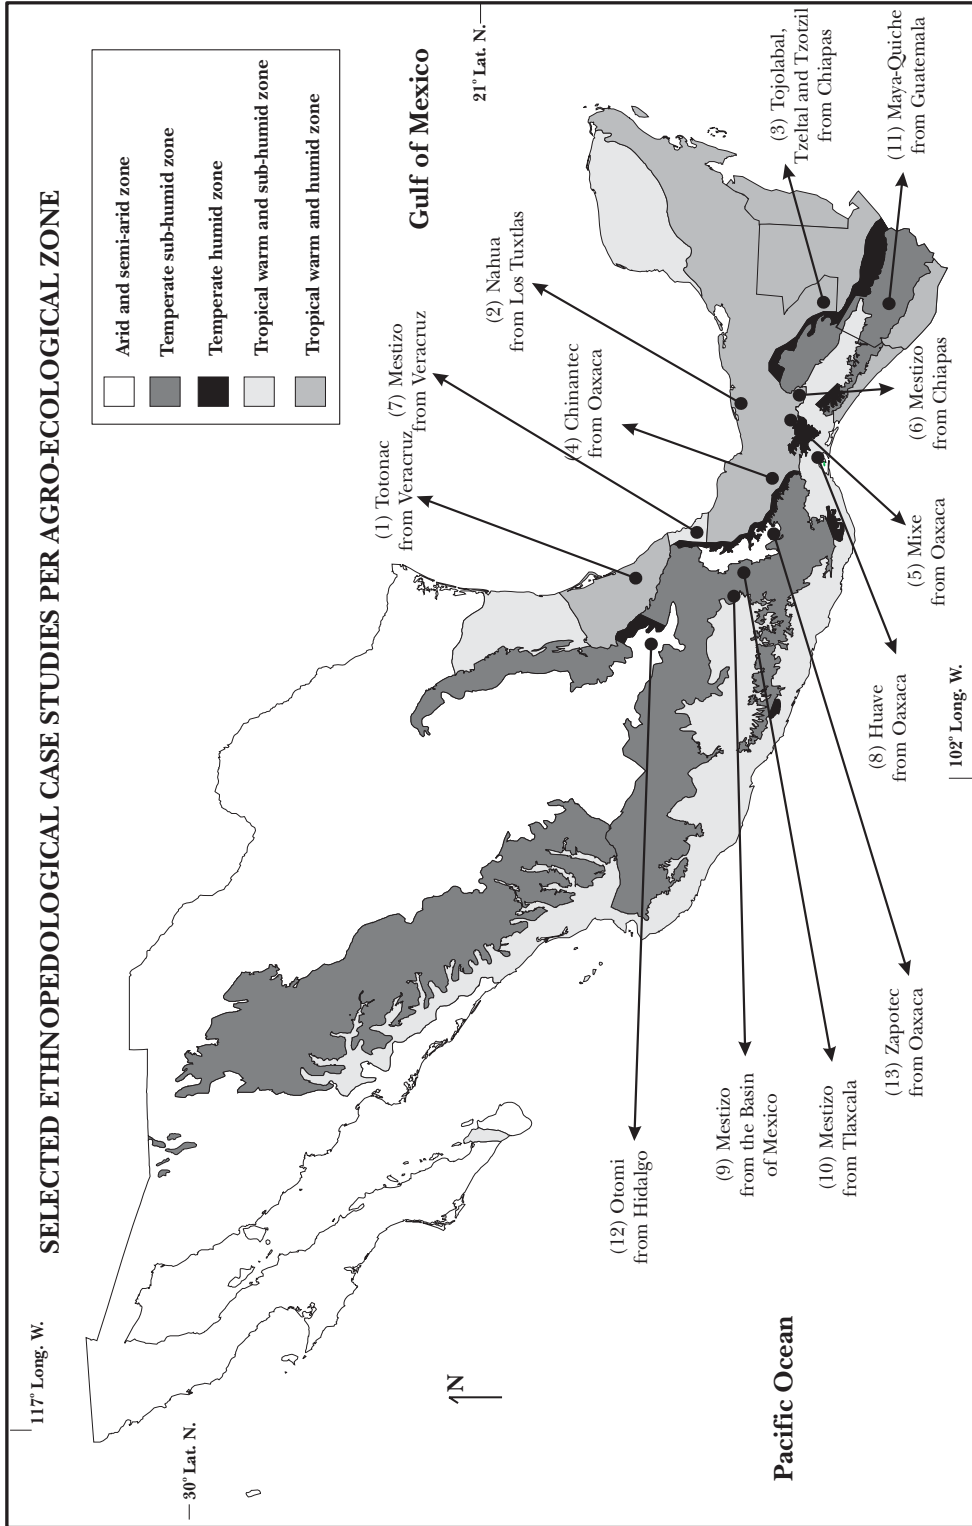 SELECTED ETHNOPEDOLOGICAL CASE STUDIES PER AGRO-ECOLOGICAL ZONE
117° Long. W.
30° Lat. N.
N
Pacific Ocean
Gulf of Mexico
21° Lat. N.
102° Long. W.
Arid and semi-arid zone
Temperate sub-humid zone
Temperate humid zone
Tropical warm and sub-humid zone
Tropical warm and humid zone
(1) Totonac
from Veracruz
(7) Mestizo
from Veracruz
(4) Chinantec
from Oaxaca
(2) Nahua
from Los Tuxtlas
(3) Tojolabal,
Tzeltal and Tzotzil
from Chiapas
(11) Maya-Quiche
from Guatemala
(6) Mestizo
from Chiapas
(5) Mixe
from Oaxaca
(8) Huave
from Oaxaca
(13) Zapotec
from Oaxaca
(10) Mestizo
from Tlaxcala
(9) Mestizo
from the Basin
of Mexico
(12) Otomi
from Hidalgo